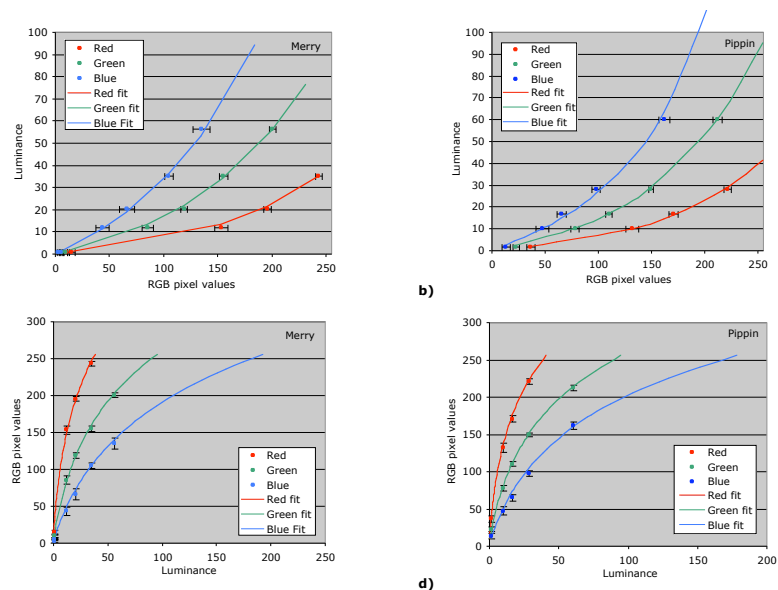 Merry
100
90
80
70
60
50
40
30
20
10
0
Luminance
Red
Green
Blue
Red fit
Green fit
Blue Fit
0 50 100 150 200 250
RGB pixel values
Pippin
100
90
80
70
60
50
40
30
20
10
0
Luminance
Red
Green
Blue
Red fit
Green fit
Blue fit
0 50 100 150 200 250
RGB pixel values
b)
Merry
300
250
200
150
100
50
0
RGB pixel values
Red
Green
Blue
Red fit
Green fit
Blue Fit
0 50 100 150 200
Luminance
Pippin
300
250
200
150
100
50
0
RGB pixel values
Red
Green
Blue
Red fit
Green fit
Blue fit
0 50 100 150 200
Luminance
d)